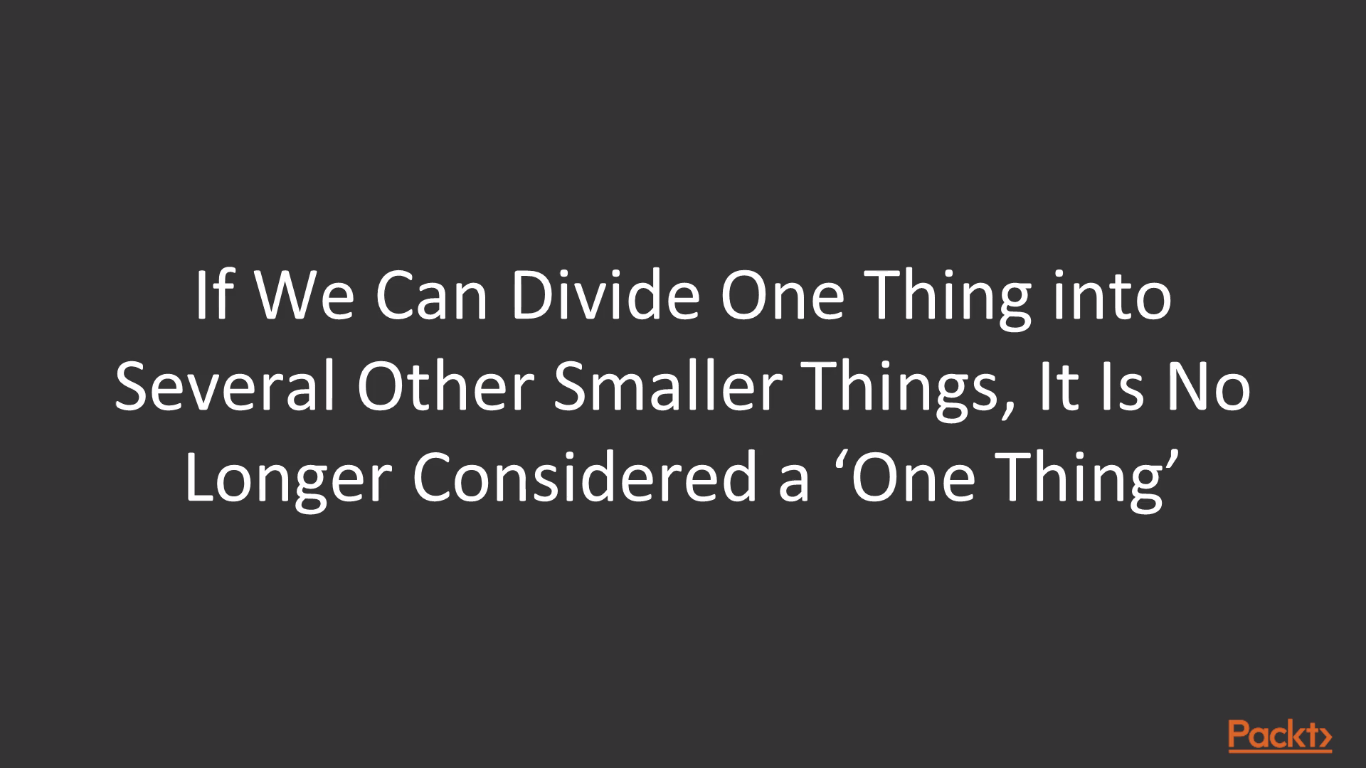 If We Can Divide One Thing into
Several Other Smaller Things, It Is No
Longer Considered a ‘One Thing’
Packt>